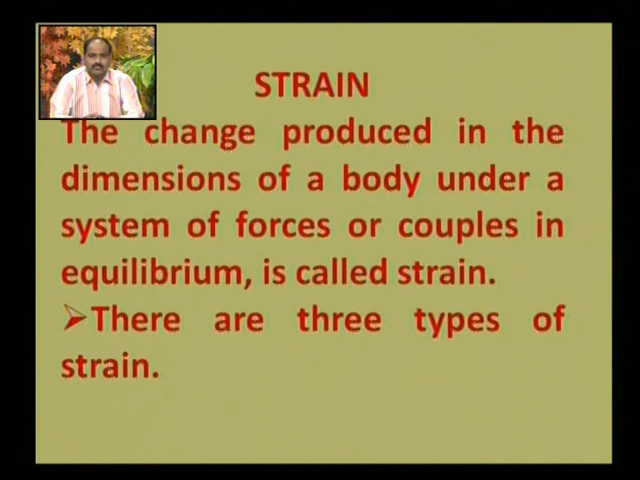 STRAIN
The change produced in the
dimensions of a body under a
system of forces or couples in
equilibrium, is called strain.
There are three types of
strain.